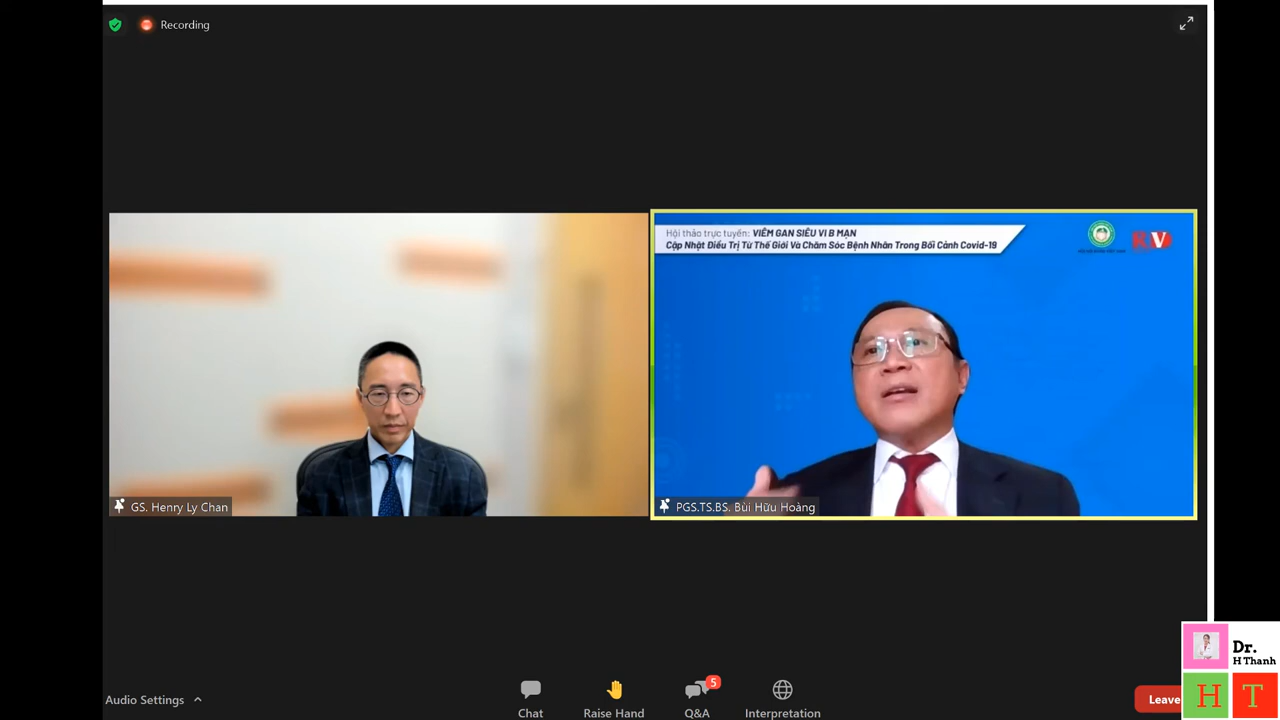 Recording
Hội thảo trực tuyến: VIÊM GAN SIÊU VI B MẠN
Cập Nhật Điều Trị Từ Thế Giới Và Chăm Sóc Bệnh Nhân Trong Bối Cảnh Covid-19
GS. Henry Ly Chan
PGS.TS.BS. Bùi Hữu Hoàng
Dr.
H Thanh
H T
Audio Settings
5
Chat
Raise Hand
Q&A
Interpretation
Leave